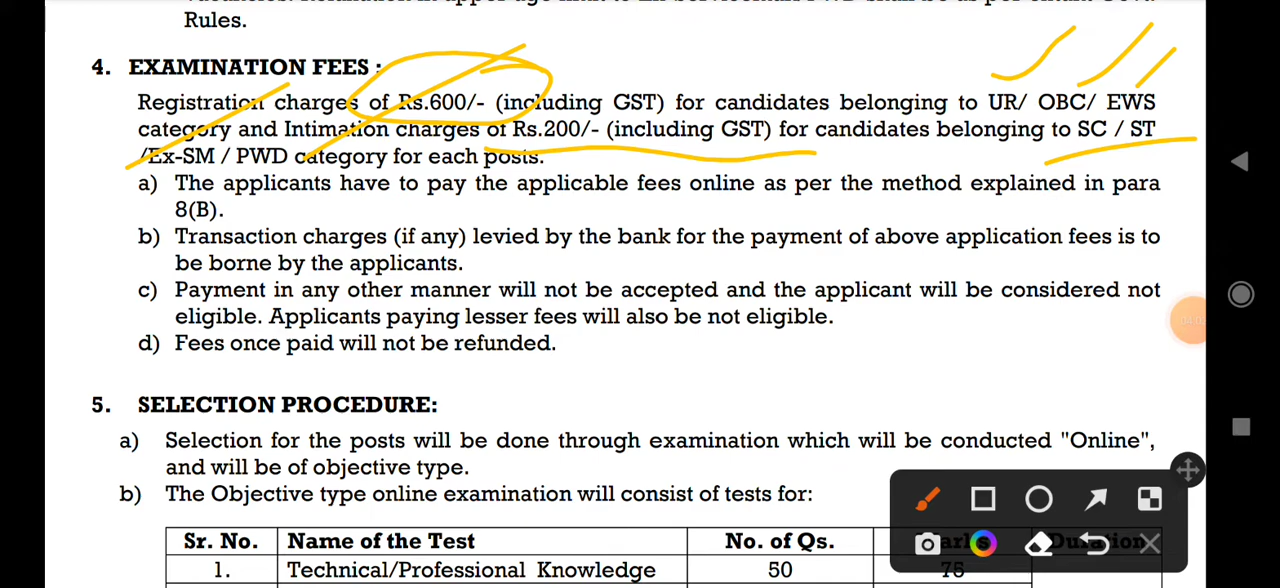 Rules.
4. EXAMINATION FEES :
Registration charges of Rs.600/- (including GST) for candidates belonging to UR/ OBC/ EWS
category and Intimation charges of Rs.200/- (including GST) for candidates belonging to SC / ST
/Ex-SM / PWD category for each posts.
a) The applicants have to pay the applicable fees online as per the method explained in para
8(B).
b) Transaction charges (if any) levied by the bank for the payment of above application fees is to
be borne by the applicants.
c) Payment in any other manner will not be accepted and the applicant will be considered not
eligible. Applicants paying lesser fees will also be not eligible.
d) Fees once paid will not be refunded.
5. SELECTION PROCEDURE:
a) Selection for the posts will be done through examination which will be conducted "Online",
and will be of objective type.
b) The Objective type online examination will consist of tests for:
Sr. No. Name of the Test No. of Qs.
1. Technical/Professional Knowledge 50 75